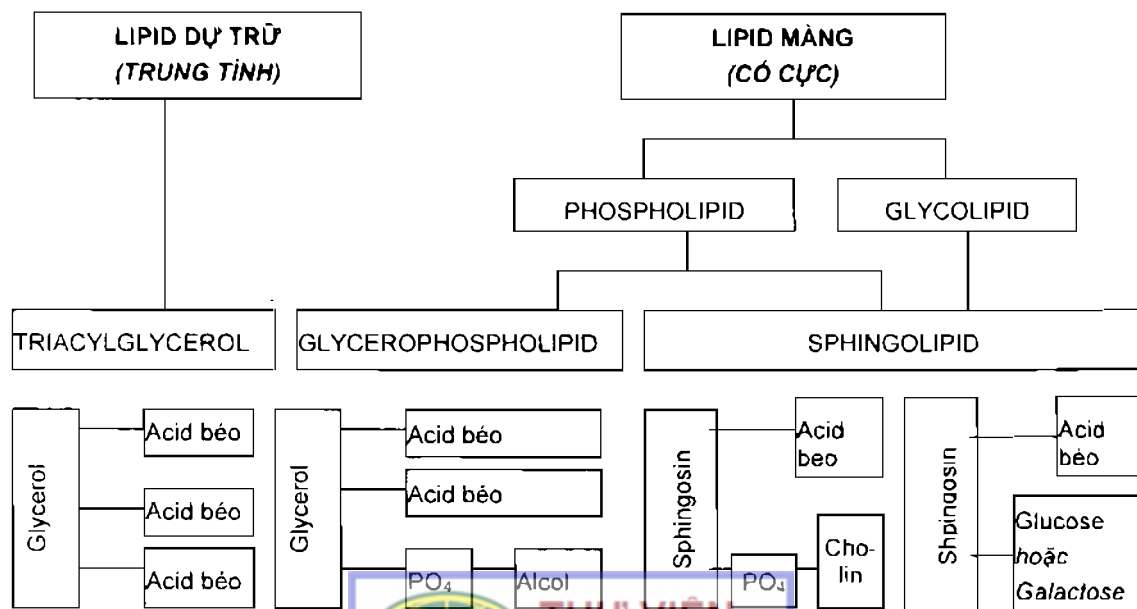 LIPID DỰ TRỮ
(TRUNG TÍNH)
LIPID MÀNG
(CÓ CỰC)
PHOSPHOLIPID
GLYCOLIPID
TRIACYLGLYCEROL
GLYCEROPHOSPHOLIPID
SPHINGOLIPID
Glycerol
Acid béo
Acid béo
Acid béo
Glycerol
Acid béo
Acid béo
PO₄
Alcol
Sphingosin
Acid
beo
PO₄
Cho-
lin
Shpingosin
Acid
béo
Glucose
hoặc
Galactose
THƯ VIỆN